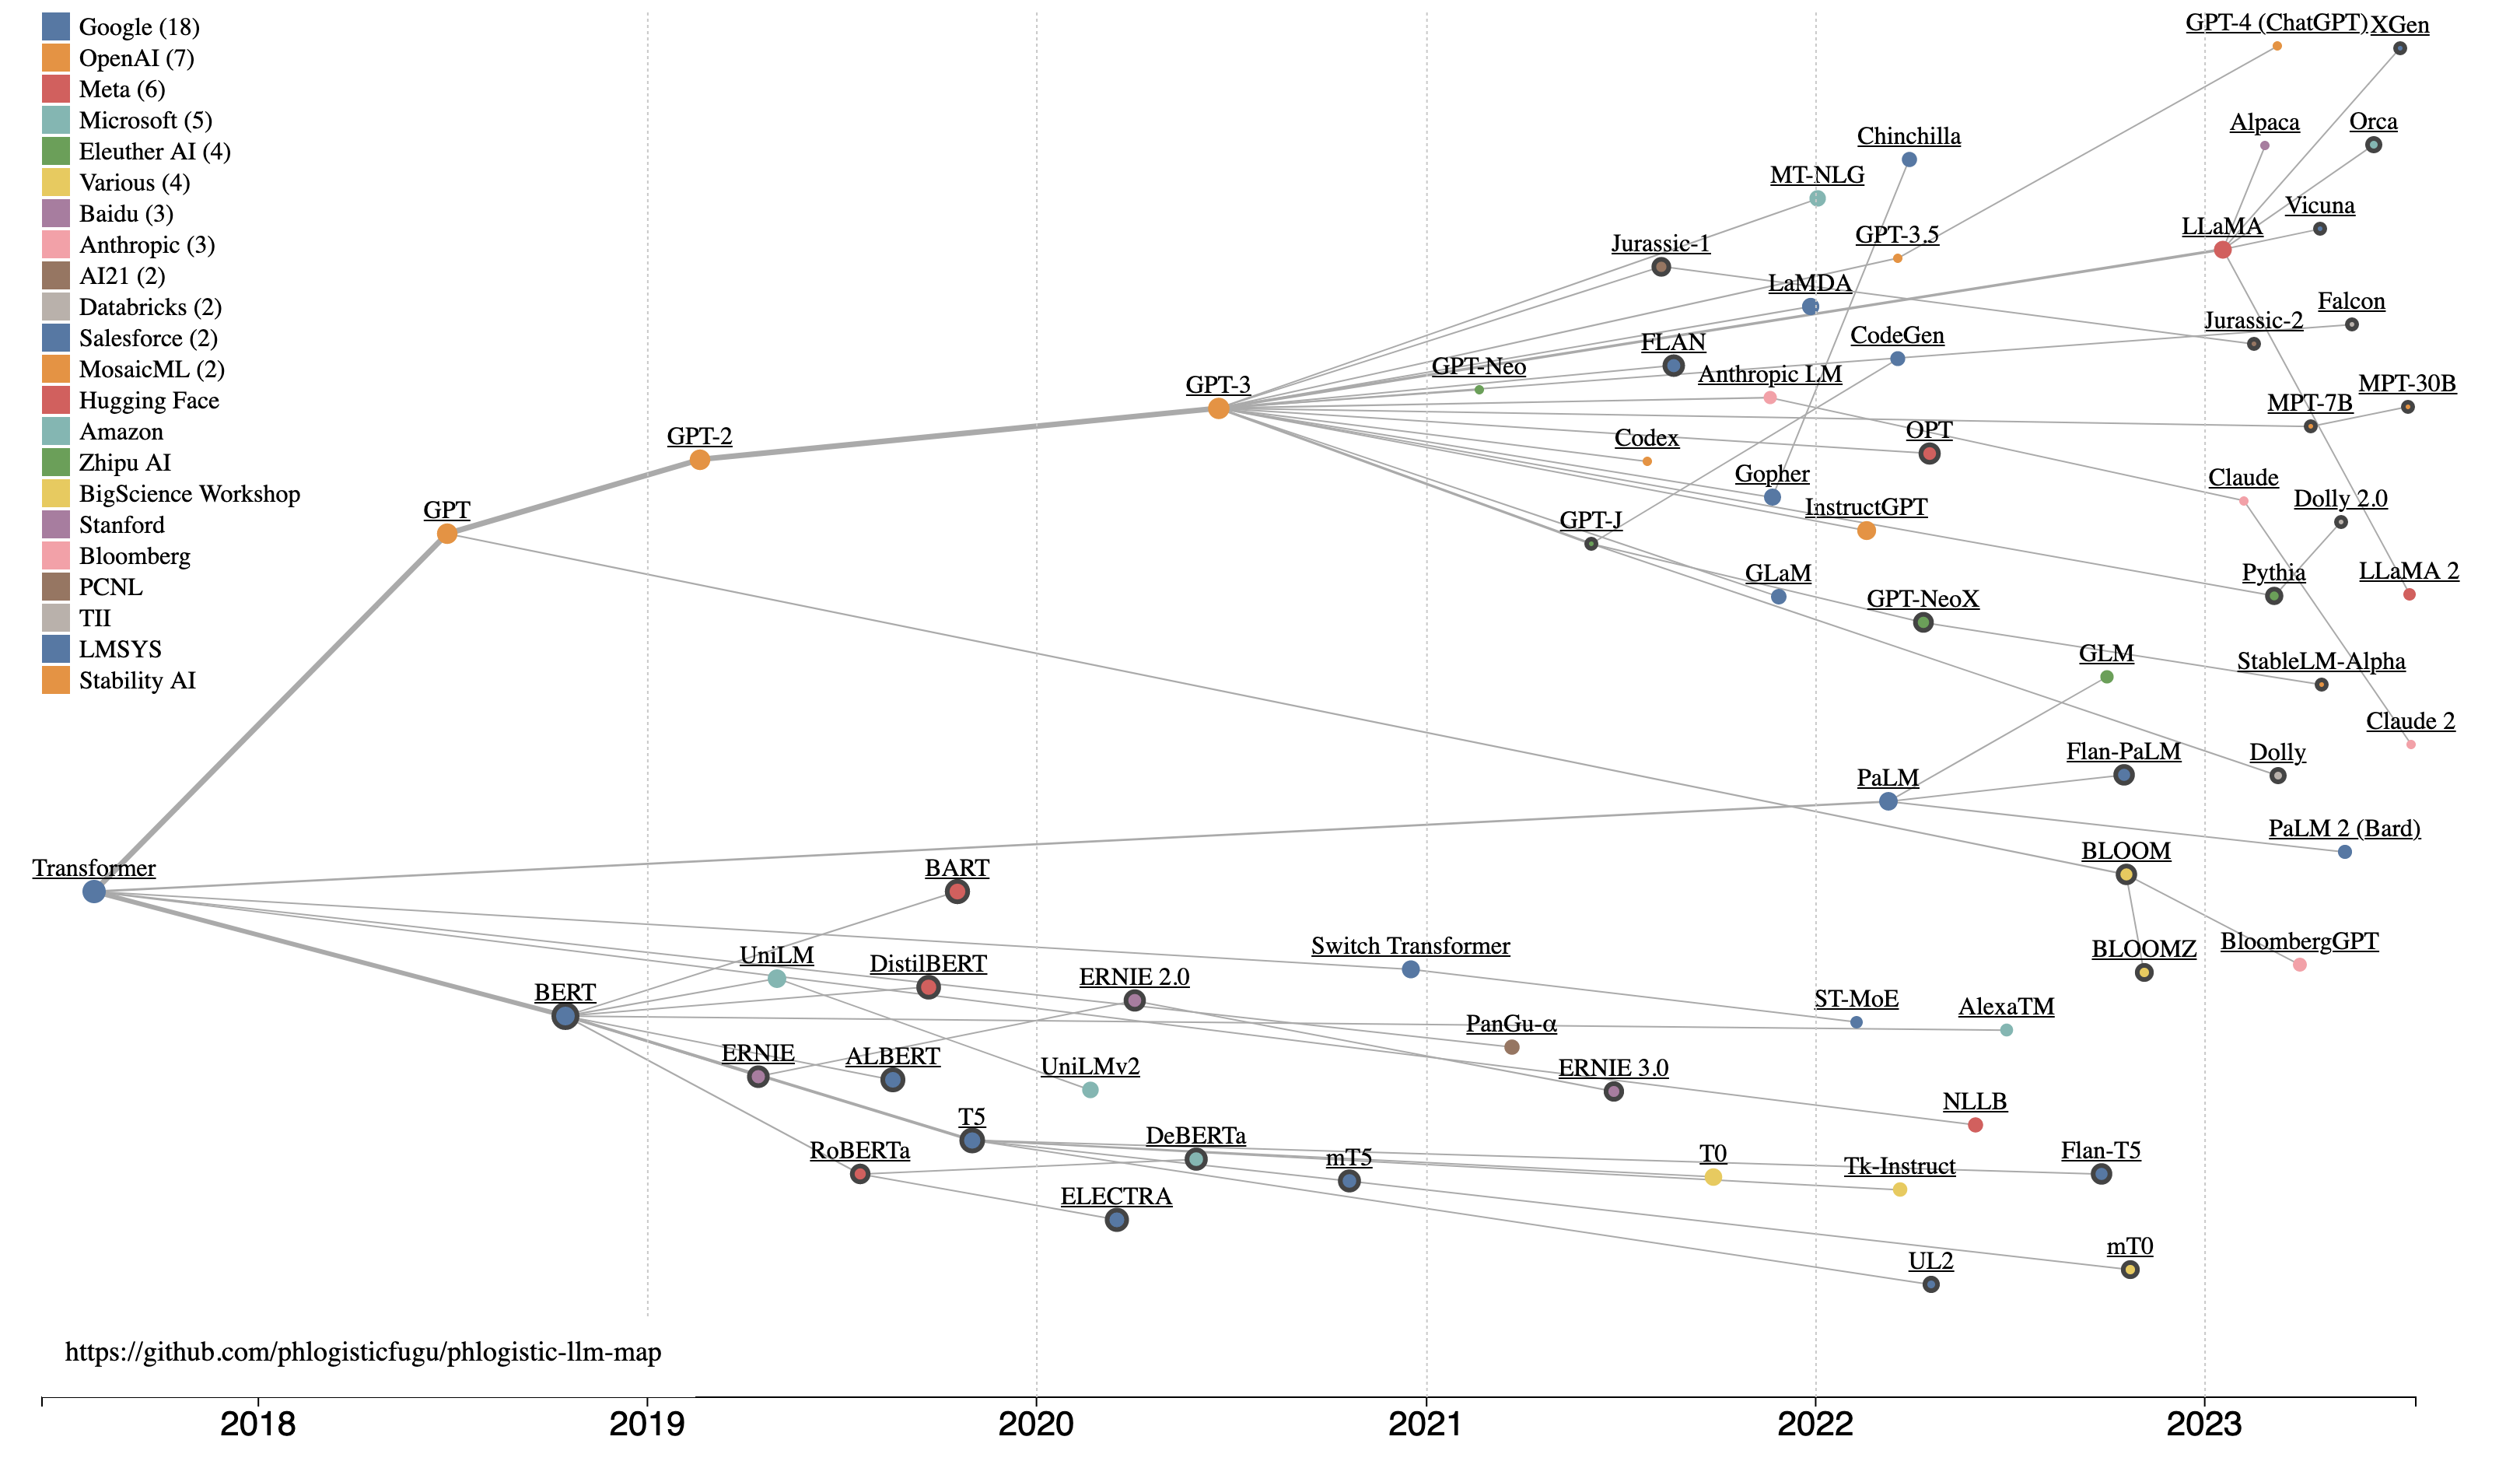 Google (18)
OpenAI (7)
Meta (6)
Microsoft (5)
Eleuther AI (4)
Various (4)
Baidu (3)
Anthropic (3)
AI21 (2)
Databricks (2)
Salesforce (2)
MosaicML (2)
Hugging Face
Amazon
Zhipu AI
BigScience Workshop
Stanford
Bloomberg
PCNL
TII
LMSYS
Stability AI
GPT-4 (ChatGPT)
XGen
Alpaca
Orca
Chinchilla
MT-NLG
Vicuna
LLaMA
GPT-3.5
Jurassic-1
LaMDA
Falcon
Jurassic-2
CodeGen
FLAN
GPT-Neo
Anthropic LM
GPT-3
MPT-30B
MPT-7B
GPT-2
Codex
OPT
Gopher
Claude
Dolly 2.0
GPT
InstructGPT
GPT-J
GLaM
Pythia
LLaMA 2
GPT-NeoX
GLM
StableLM-Alpha
Claude 2
Flan-PaLM
Dolly
PaLM
PaLM 2 (Bard)
BLOOM
Transformer
BART
BLOOMZ
BloombergGPT
Switch Transformer
UniLM
DistilBERT
ERNIE 2.0
BERT
ST-MoE
AlexaTM
PanGu-α
ERNIE
ALBERT
UniLMv2
ERNIE 3.0
NLLB
T5
DeBERTa
RoBERTa
mT5
T0
Tk-Instruct
Flan-T5
ELECTRA
mT0
UL2
https://github.com/phlogisticfugu/phlogistic-llm-map
2018
2019
2020
2021
2022
2023